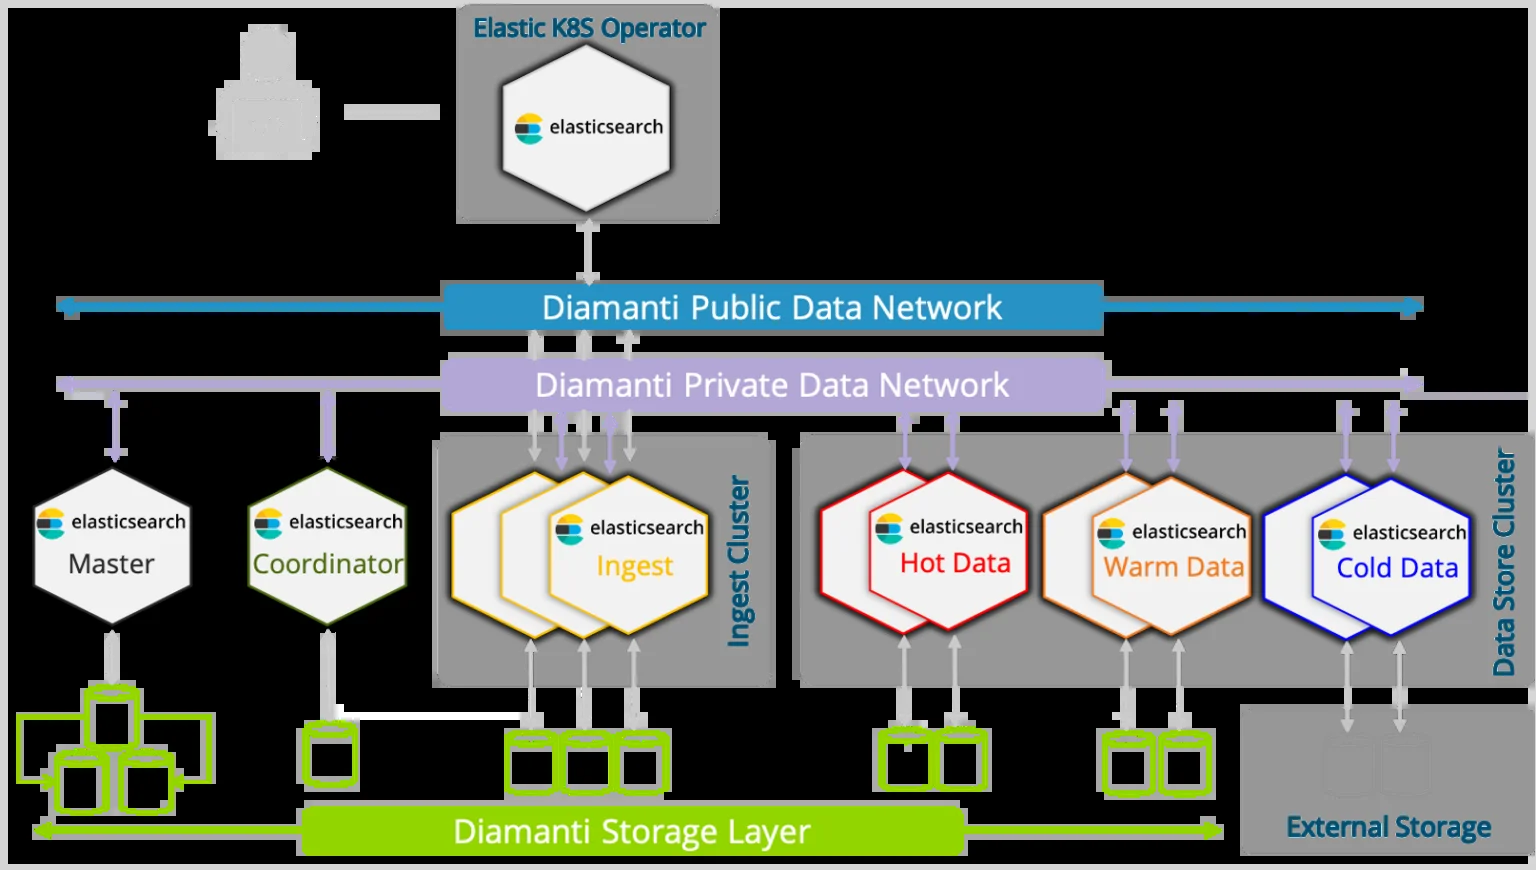 Elastic K8S Operator
elasticsearch
Diamanti Public Data Network
Diamanti Private Data Network
elasticsearch
Master
elasticsearch
Coordinator
elasticsearch
Ingest
Ingest Cluster
elasticsearch
Hot Data
elasticsearch
Warm Data
elasticsearch
Cold Data
Data Store Cluster
Diamanti Storage Layer
External Storage